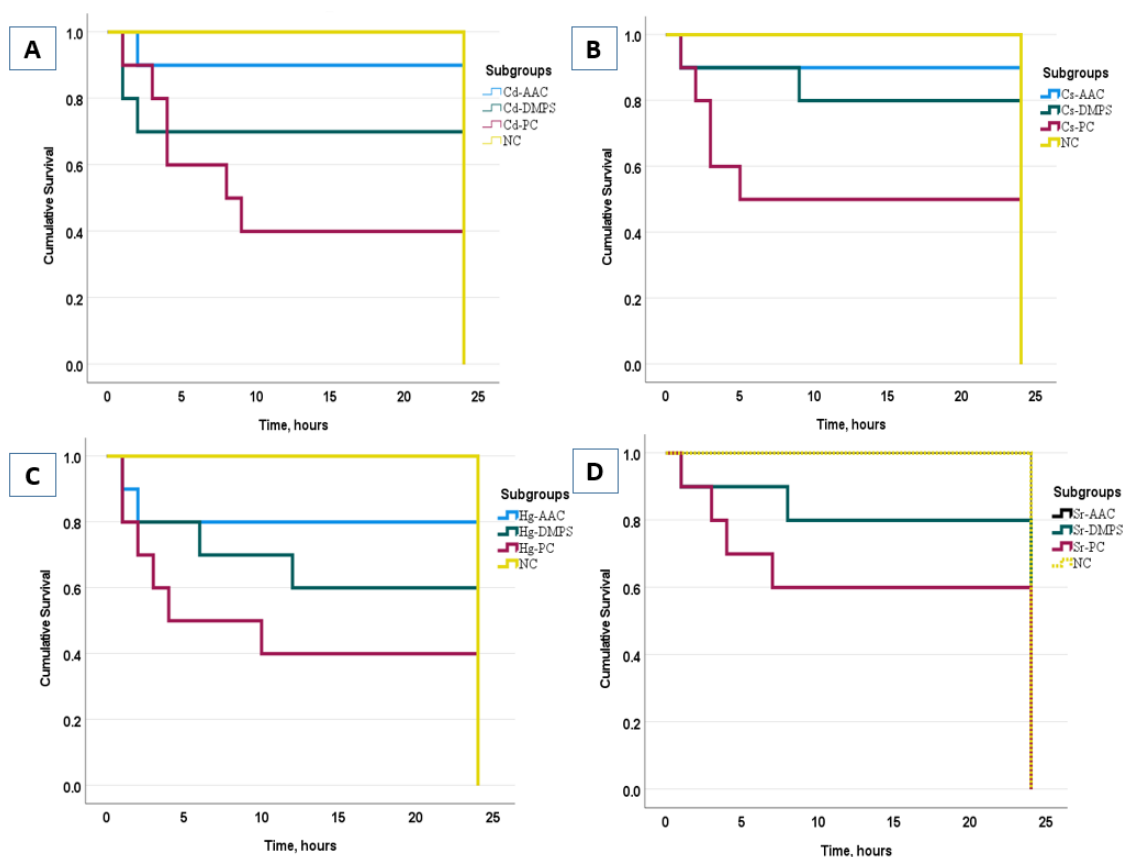 A
Cumulative Survival
1.0
0.8
0.6
0.4
0.2
0.0
0 5 10 15 20 25
Time, hours
Subgroups
Cd-AAC
Cd-DMPS
Cd-PC
NC
B
Cumulative Survival
1.0
0.8
0.6
0.4
0.2
0.0
0 5 10 15 20 25
Time, hours
Subgroups
Cs-AAC
Cs-DMPS
Cs-PC
NC
C
Cumulative Survival
1.0
0.8
0.6
0.4
0.2
0.0
0 5 10 15 20 25
Time, hours
Subgroups
Hg-AAC
Hg-DMPS
Hg-PC
NC
D
Cumulative Survival
1.0
0.8
0.6
0.4
0.2
0.0
0 5 10 15 20 25
Time, hours
Subgroups
Sr-AAC
Sr-DMPS
Sr-PC
NC